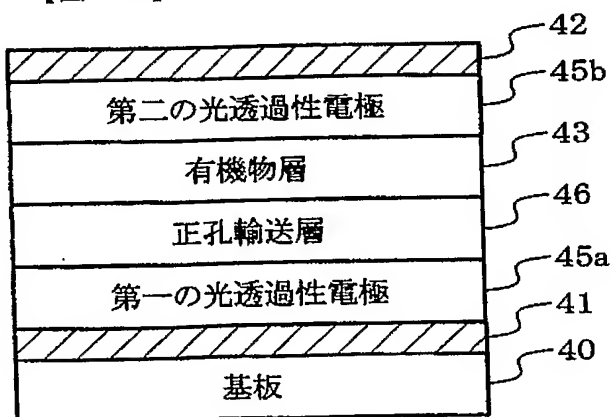 42
第二の光透過性電極 45b
有機物層 43
正孔輸送層 46
第一の光透過性電極 45a
41
基板 40